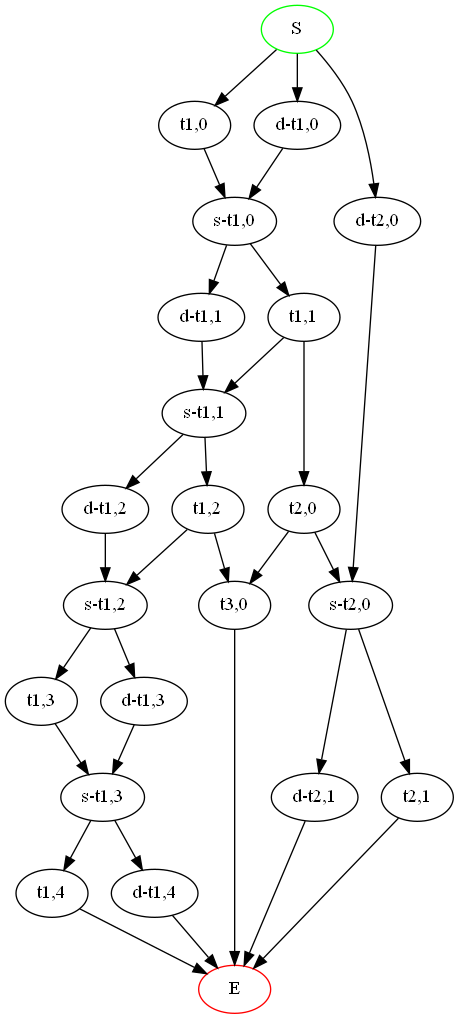 S
t1,0
d-t1,0
s-t1,0
d-t2,0
d-t1,1
t1,1
s-t1,1
d-t1,2
t1,2
t2,0
s-t1,2
t3,0
s-t2,0
t1,3
d-t1,3
s-t1,3
d-t2,1
t2,1
t1,4
d-t1,4
E